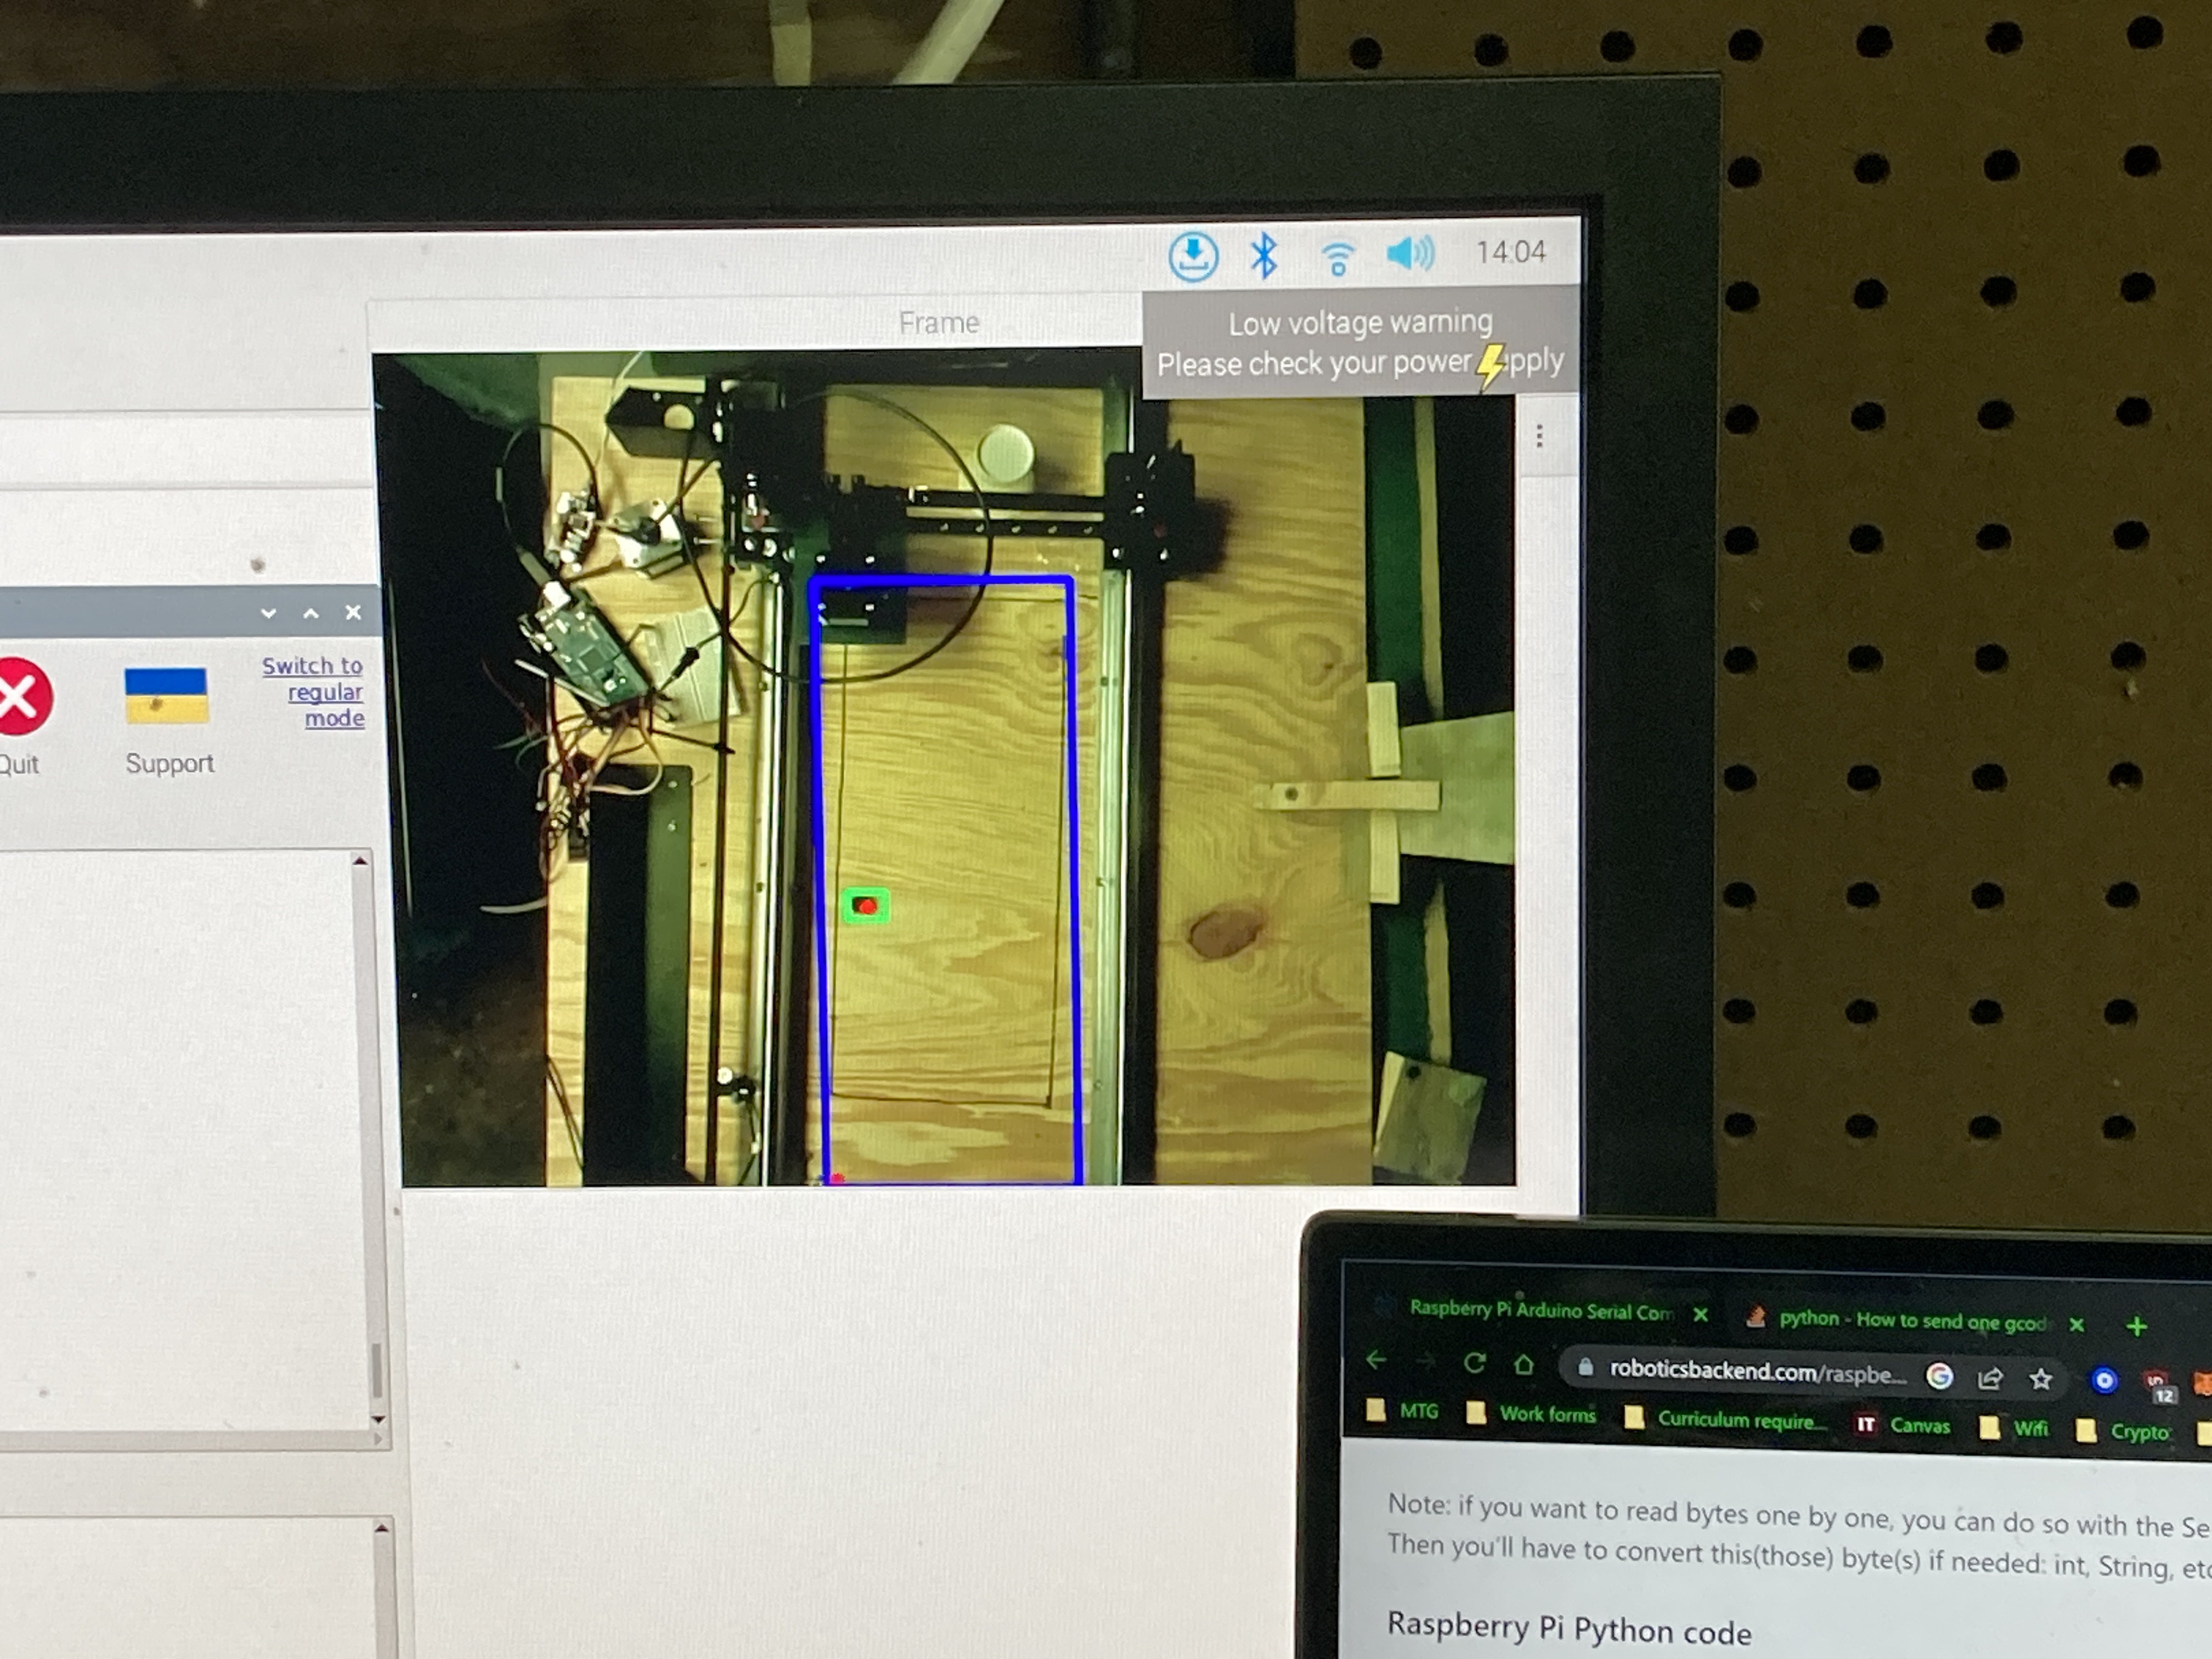 14:04
Frame
Low voltage warning
Please check your power pply
Switch to
regular
mode
Quit
Support
Raspberry Pi Arduino Serial Com
python - How to send one gcod
roboticsbackend.com/raspbe...
12
MTG
Work forms
Curriculum require...
IT
Canvas
Wifi
Crypto
Note: if you want to read bytes one by one, you can do so with the Se
Then you'll have to convert this(those) byte(s) if needed: int, String, etc
Raspberry Pi Python code